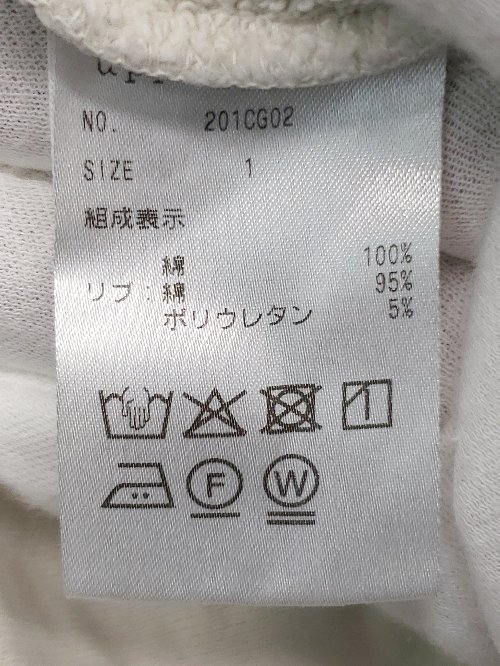 NO. 201CG02
SIZE 1
組成表示
綿 100%
リブ:綿 95%
ポリウレタン 5%
F
W